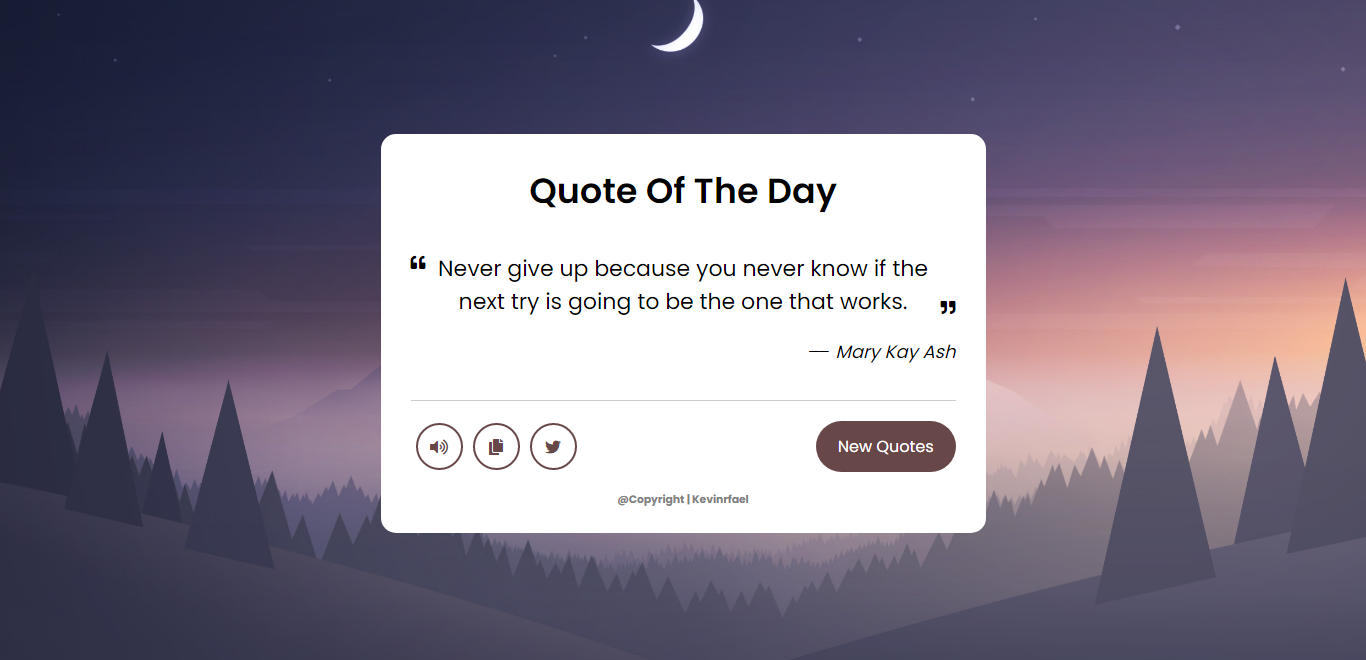 Quote Of The Day
❝ Never give up because you never know if the
next try is going to be the one that works. ❞
— Mary Kay Ash
New Quotes
@Copyright | Kevinrfael